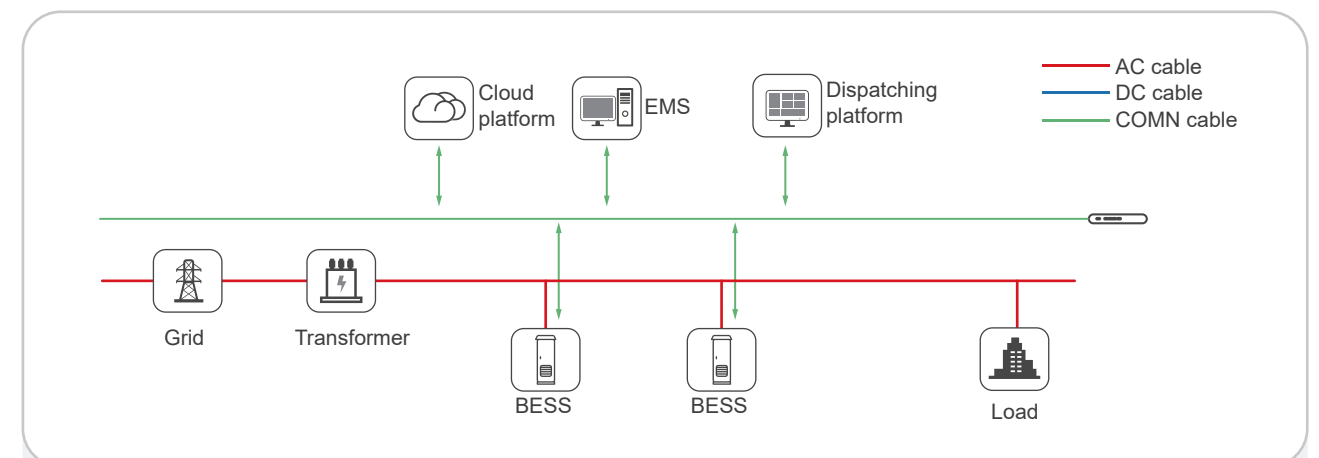 Cloud
platform
EMS
Dispatching
platform
AC cable
DC cable
COMN cable
Grid
Transformer
BESS
BESS
Load